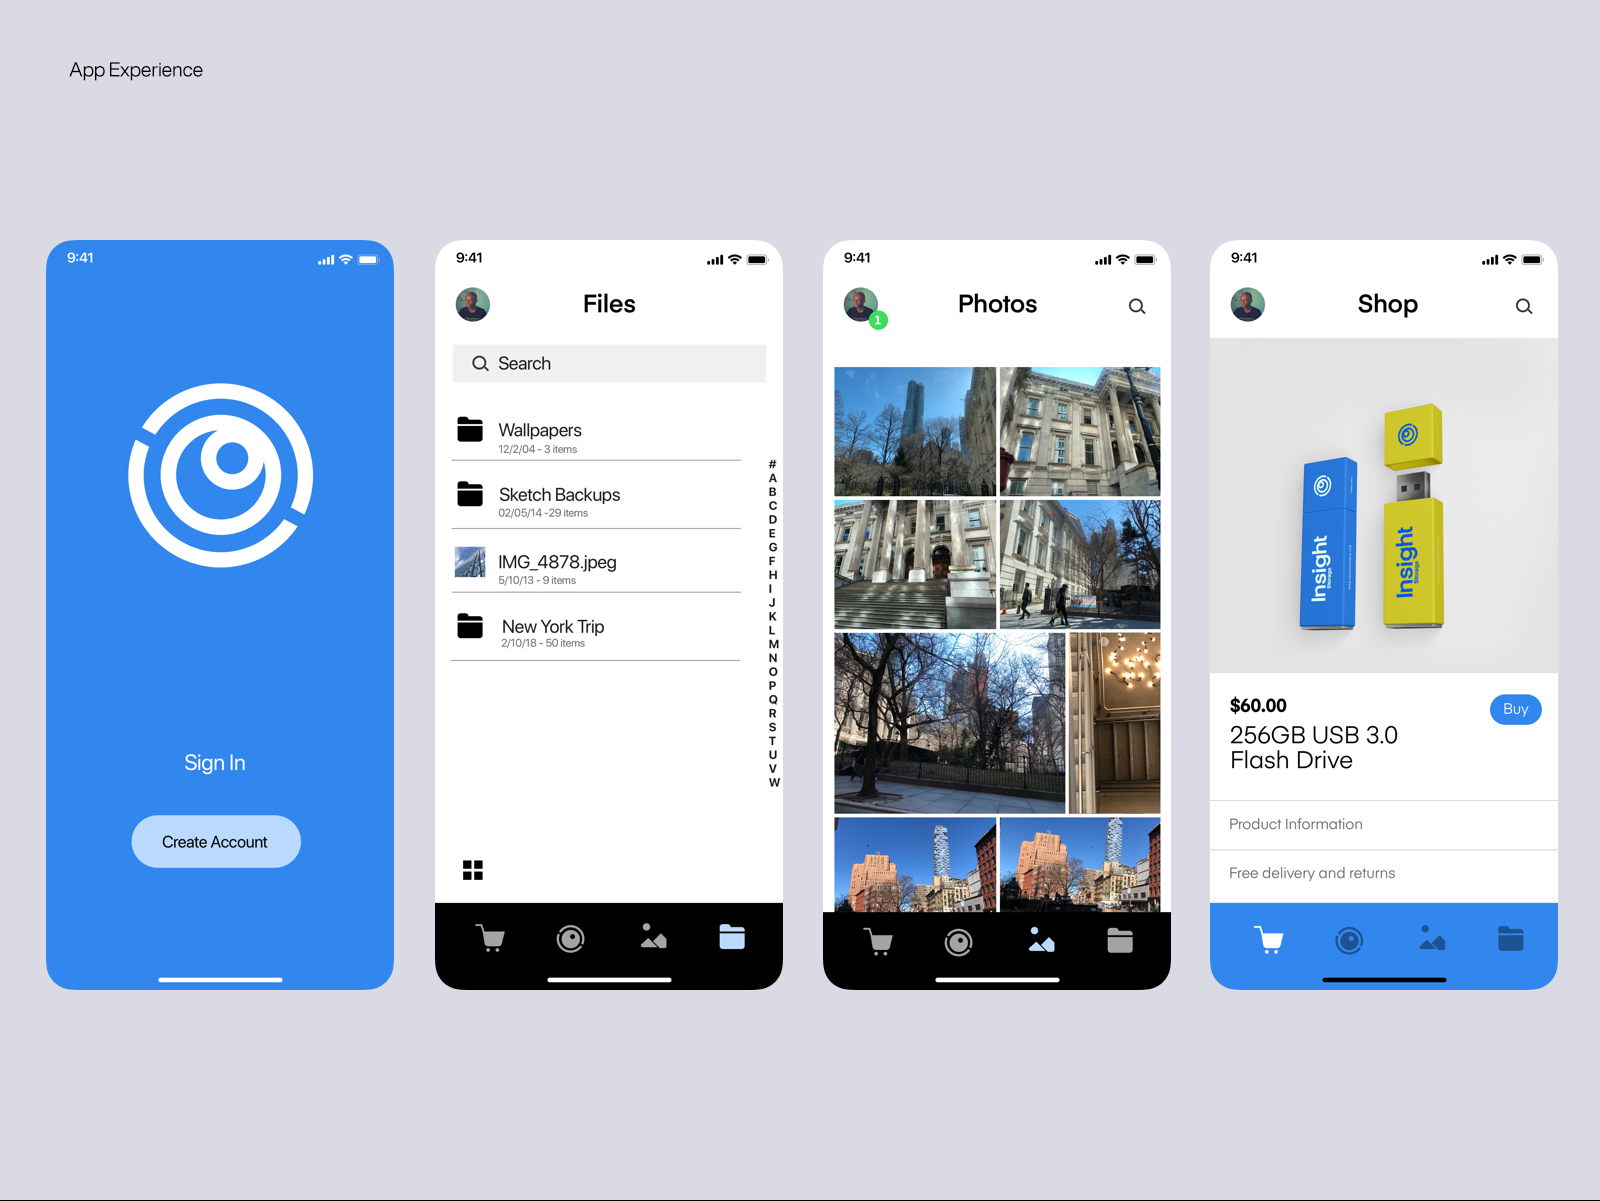 App Experience
9:41
Sign In
Create Account
9:41
Files
Search
Wallpapers
12/2/04 - 3 items
Sketch Backups
02/05/14 -29 items
IMG_4878.jpeg
5/10/13 - 9 items
New York Trip
2/10/18 - 50 items
#
A
B
C
D
E
G
F
H
I
J
K
L
M
N
O
P
Q
R
S
T
U
V
W
9:41
1
Photos
9:41
Shop
Insight
Storage
Insight
Storage
$60.00
Buy
256GB USB 3.0
Flash Drive
Product Information
Free delivery and returns